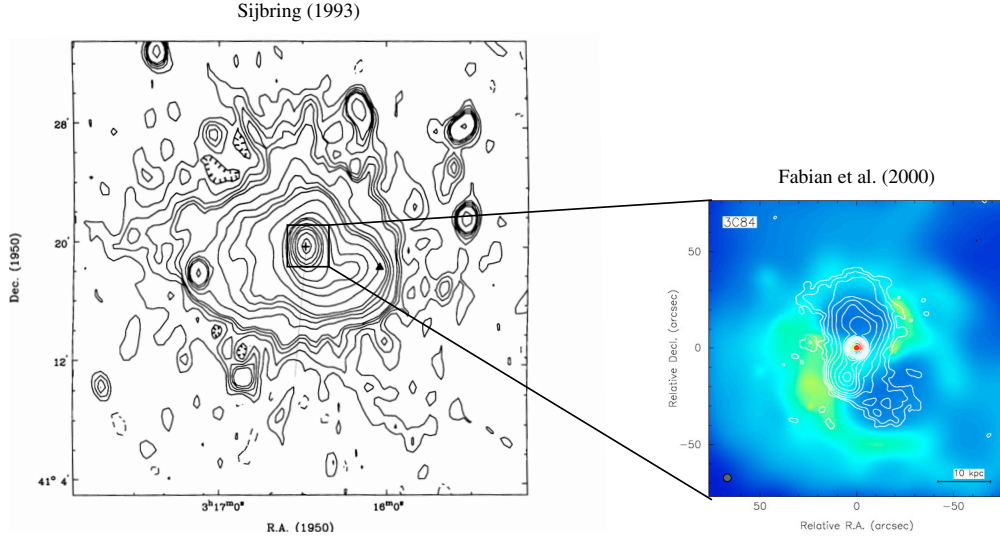 Sijbring (1993)
28'
20'
12'
41° 4'
Dec. (1950)
3ʰ17ᵐ0ˢ
16ᵐ0ˢ
R.A. (1950)
Fabian et al. (2000)
3C84
50
0
-50
Relative Decl. (arcsec)
10 kpc
50
0
-50
Relative R.A. (arcsec)